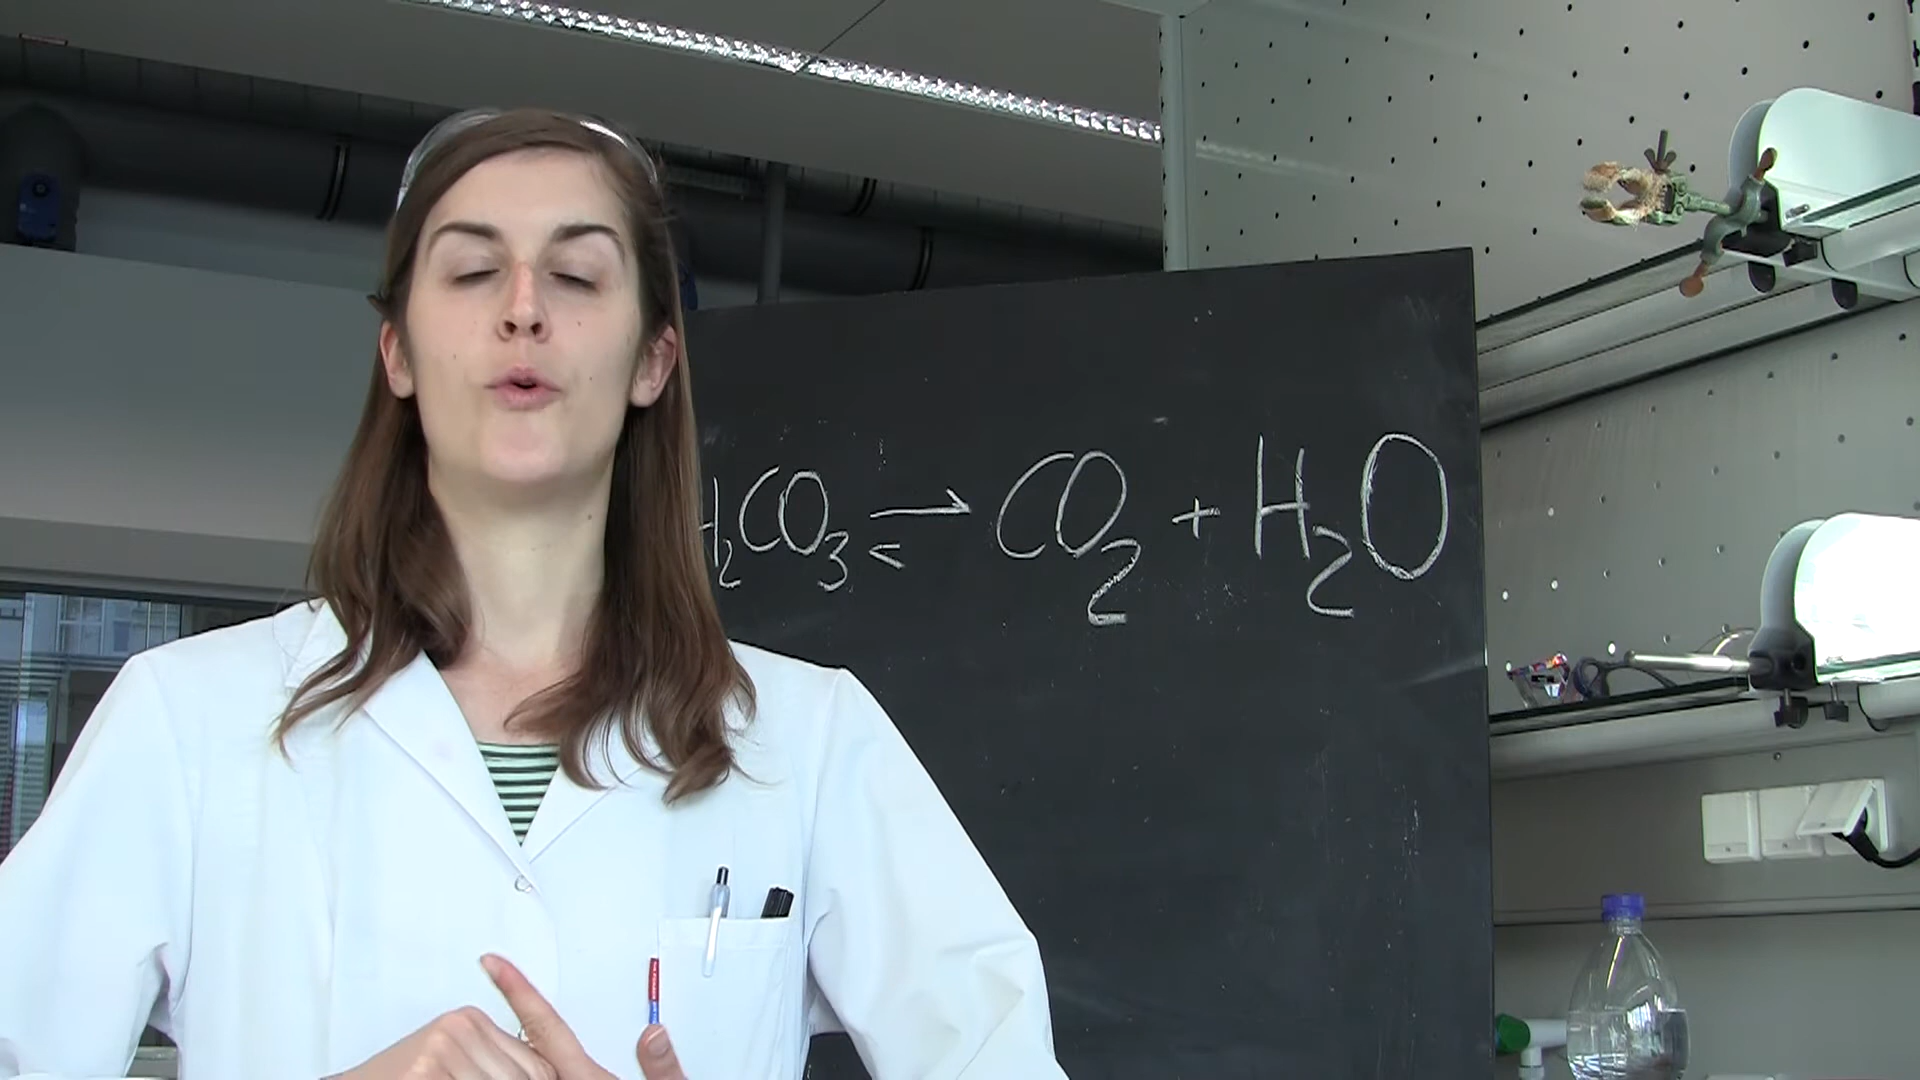 H₂CO₃ ⇌ CO₂ + H₂O